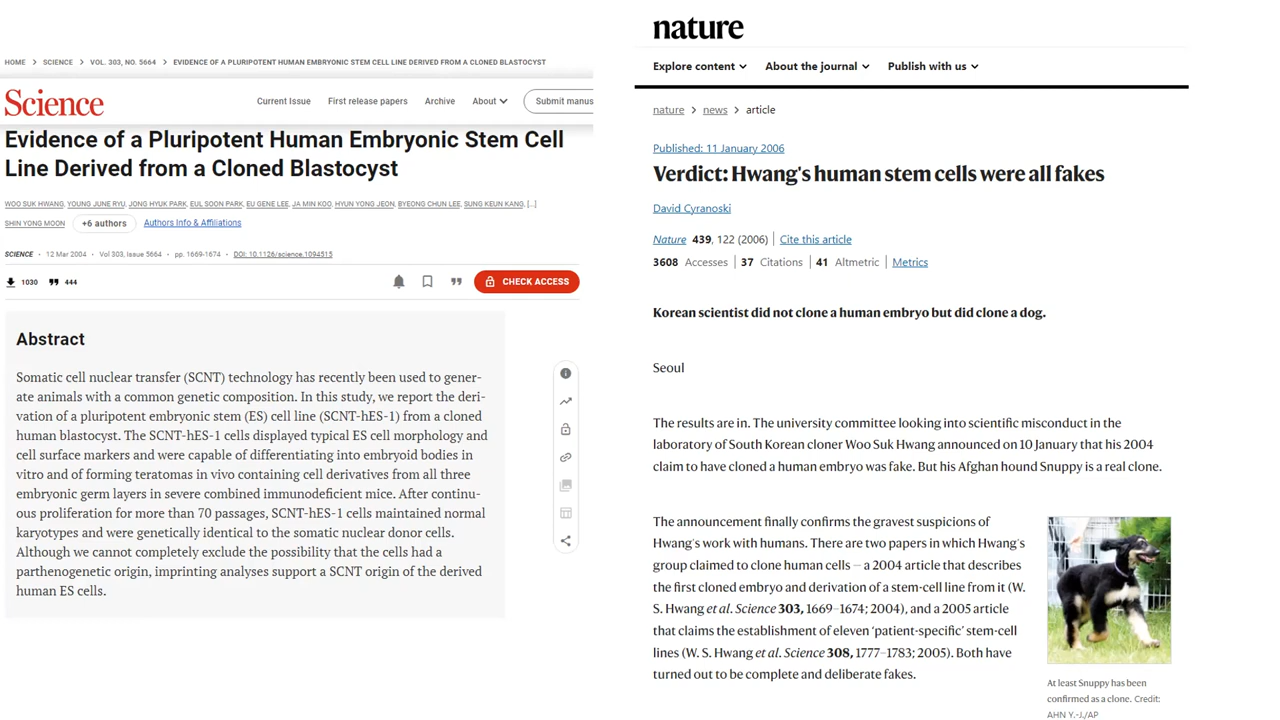 HOME > SCIENCE > VOL. 303, NO. 5664 > EVIDENCE OF A PLURIPOTENT HUMAN EMBRYONIC STEM CELL LINE DERIVED FROM A CLONED BLASTOCYST
Science
Current Issue First release papers Archive About Submit manus
Evidence of a Pluripotent Human Embryonic Stem Cell
Line Derived from a Cloned Blastocyst
WOO SUK HWANG, YOUNG JUNE RYU, JONG HYUK PARK, EUL SOON PARK, EU GENE LEE, JA MIN KOO, HYUN YONG JEON, BYEONG CHUN LEE, SUNG KEUN KANG, [...]
SHIN YONG MOON +6 authors Authors Info & Affiliations
SCIENCE • 12 Mar 2004 • Vol 303, Issue 5664 • pp. 1669-1674 • DOI: 10.1126/science.1094515
1030 444 CHECK ACCESS
Abstract
Somatic cell nuclear transfer (SCNT) technology has recently been used to gener-
ate animals with a common genetic composition. In this study, we report the deri-
vation of a pluripotent embryonic stem (ES) cell line (SCNT-hES-1) from a cloned
human blastocyst. The SCNT-hES-1 cells displayed typical ES cell morphology and
cell surface markers and were capable of differentiating into embryoid bodies in
vitro and of forming teratomas in vivo containing cell derivatives from all three
embryonic germ layers in severe combined immunodeficient mice. After continu-
ous proliferation for more than 70 passages, SCNT-hES-1 cells maintained normal
karyotypes and were genetically identical to the somatic nuclear donor cells.
Although we cannot completely exclude the possibility that the cells had a
parthenogenetic origin, imprinting analyses support a SCNT origin of the derived
human ES cells.
nature
Explore content About the journal Publish with us
nature > news > article
Published: 11 January 2006
Verdict: Hwang's human stem cells were all fakes
David Cyranoski
Nature 439, 122 (2006) | Cite this article
3608 Accesses | 37 Citations | 41 Altmetric | Metrics
Korean scientist did not clone a human embryo but did clone a dog.
Seoul
The results are in. The university committee looking into scientific misconduct in the
laboratory of South Korean cloner Woo Suk Hwang announced on 10 January that his 2004
claim to have cloned a human embryo was fake. But his Afghan hound Snuppy is a real clone.
The announcement finally confirms the gravest suspicions of
Hwang's work with humans. There are two papers in which Hwang's
group claimed to clone human cells — a 2004 article that describes
the first cloned embryo and derivation of a stem-cell line from it (W.
S. Hwang et al. Science 303, 1669–1674; 2004), and a 2005 article
that claims the establishment of eleven ‘patient-specific’ stem-cell
lines (W. S. Hwang et al. Science 308, 1777–1783; 2005). Both have
turned out to be complete and deliberate fakes.
At least Snuppy has been
confirmed as a clone. Credit:
AHN Y.-J./AP